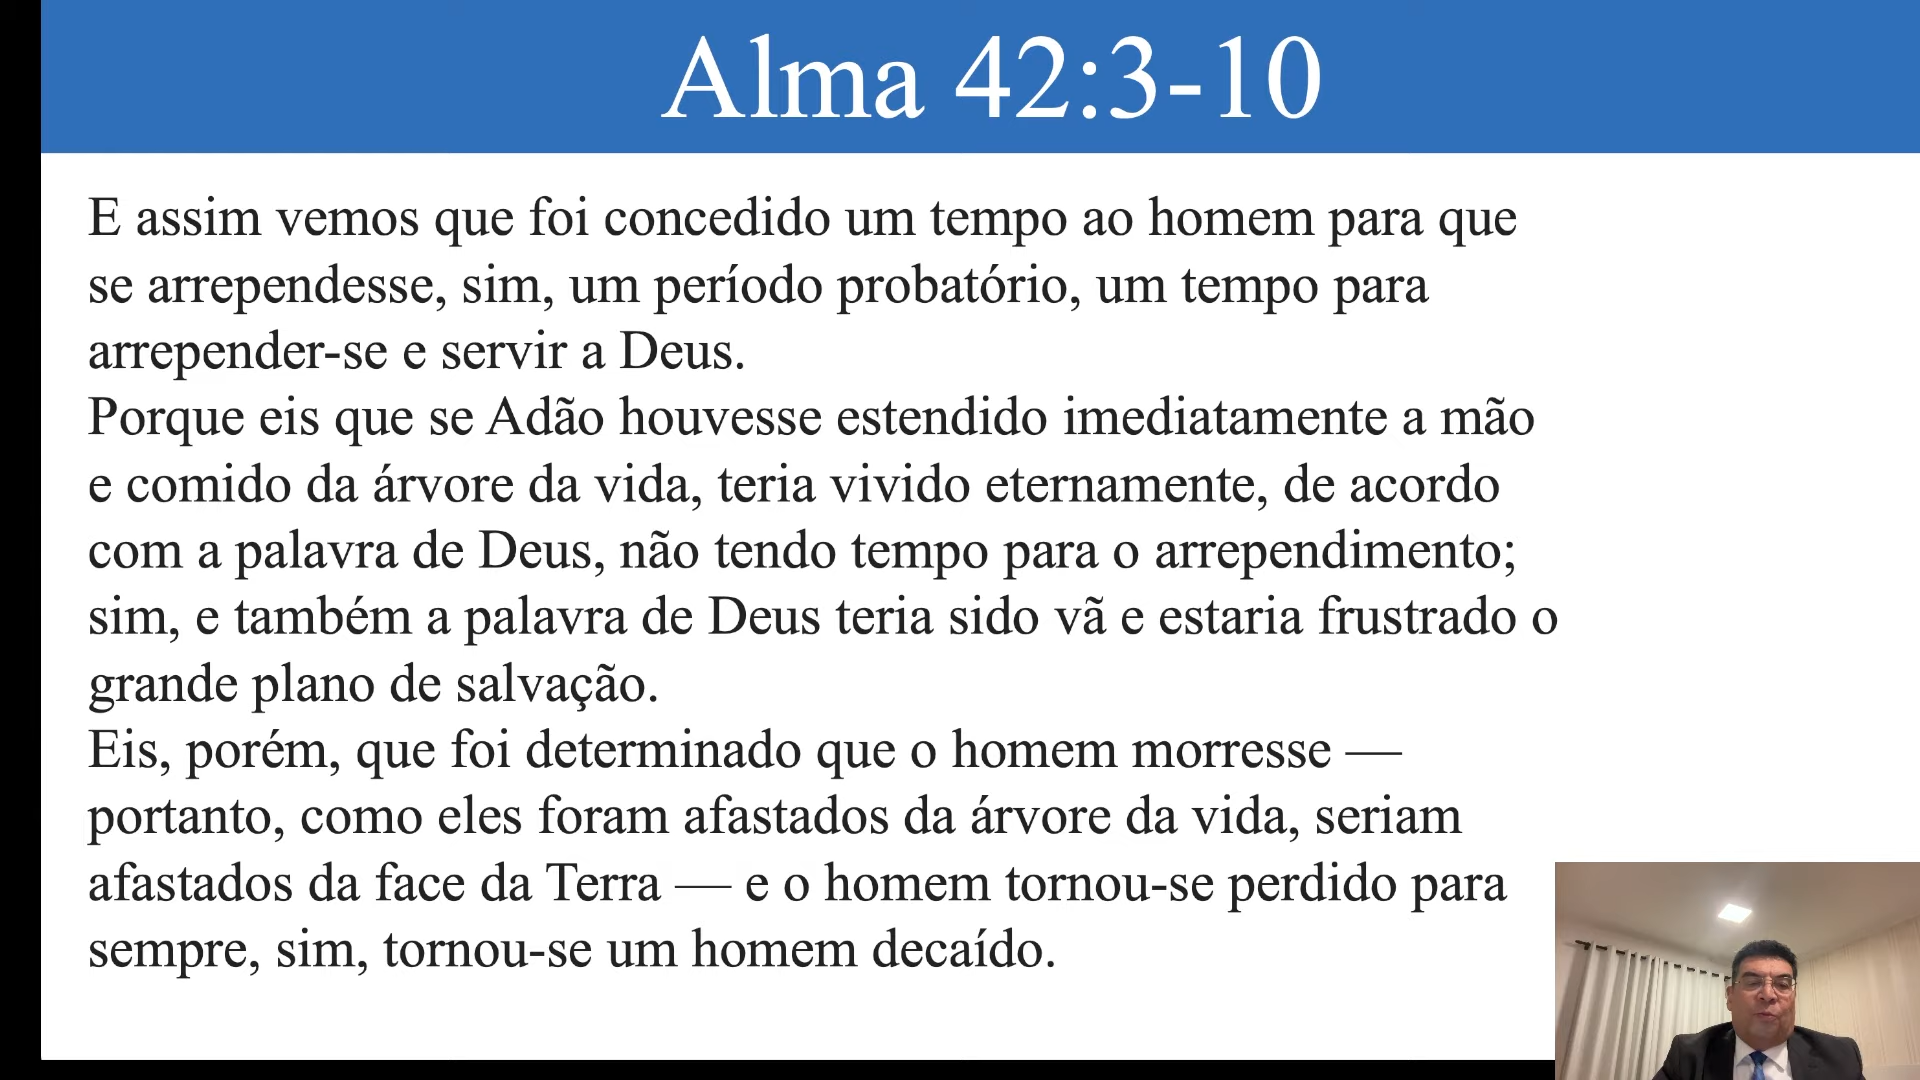 Alma 42:3-10
E assim vemos que foi concedido um tempo ao homem para que
se arrependesse, sim, um período probatório, um tempo para
arrepender-se e servir a Deus.
Porque eis que se Adão houvesse estendido imediatamente a mão
e comido da árvore da vida, teria vivido eternamente, de acordo
com a palavra de Deus, não tendo tempo para o arrependimento;
sim, e também a palavra de Deus teria sido vã e estaria frustrado o
grande plano de salvação.
Eis, porém, que foi determinado que o homem morresse —
portanto, como eles foram afastados da árvore da vida, seriam
afastados da face da Terra — e o homem tornou-se perdido para
sempre, sim, tornou-se um homem decaído.